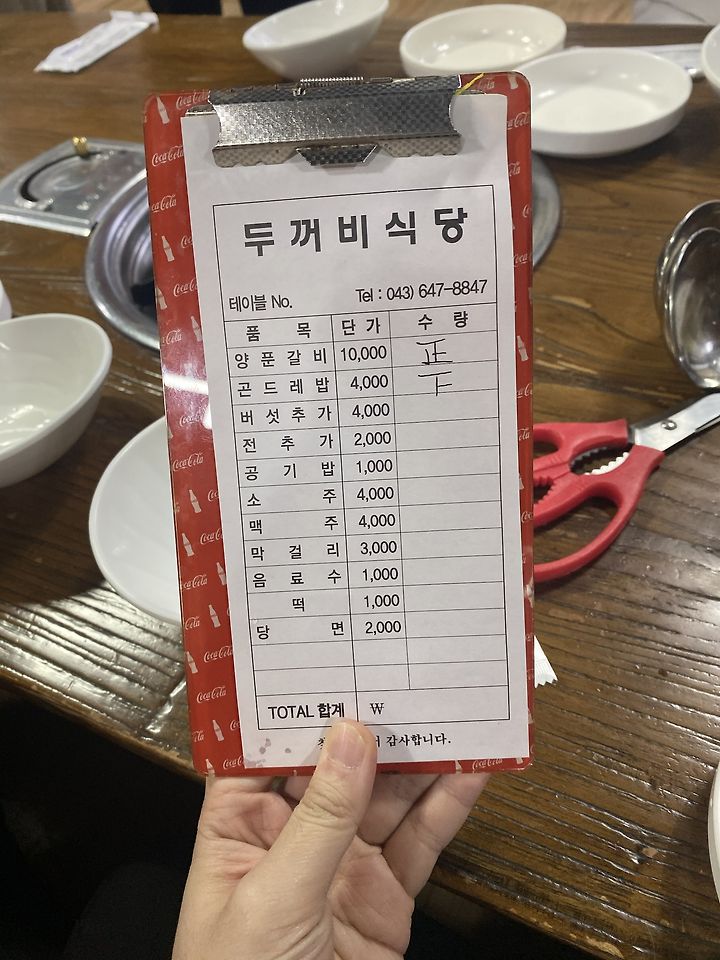 Coca-Cola
두꺼비식당
테이블 No. Tel : 043) 647-8847
품 목 단 가 수 량
양푼갈비 10,000 正
곤드레밥 4,000 下
버섯추가 4,000
전 추 가 2,000
공 기 밥 1,000
소 주 4,000
맥 주 4,000
막 걸 리 3,000
음 료 수 1,000
떡 1,000
당 면 2,000
TOTAL 합계 ₩
감사합니다.